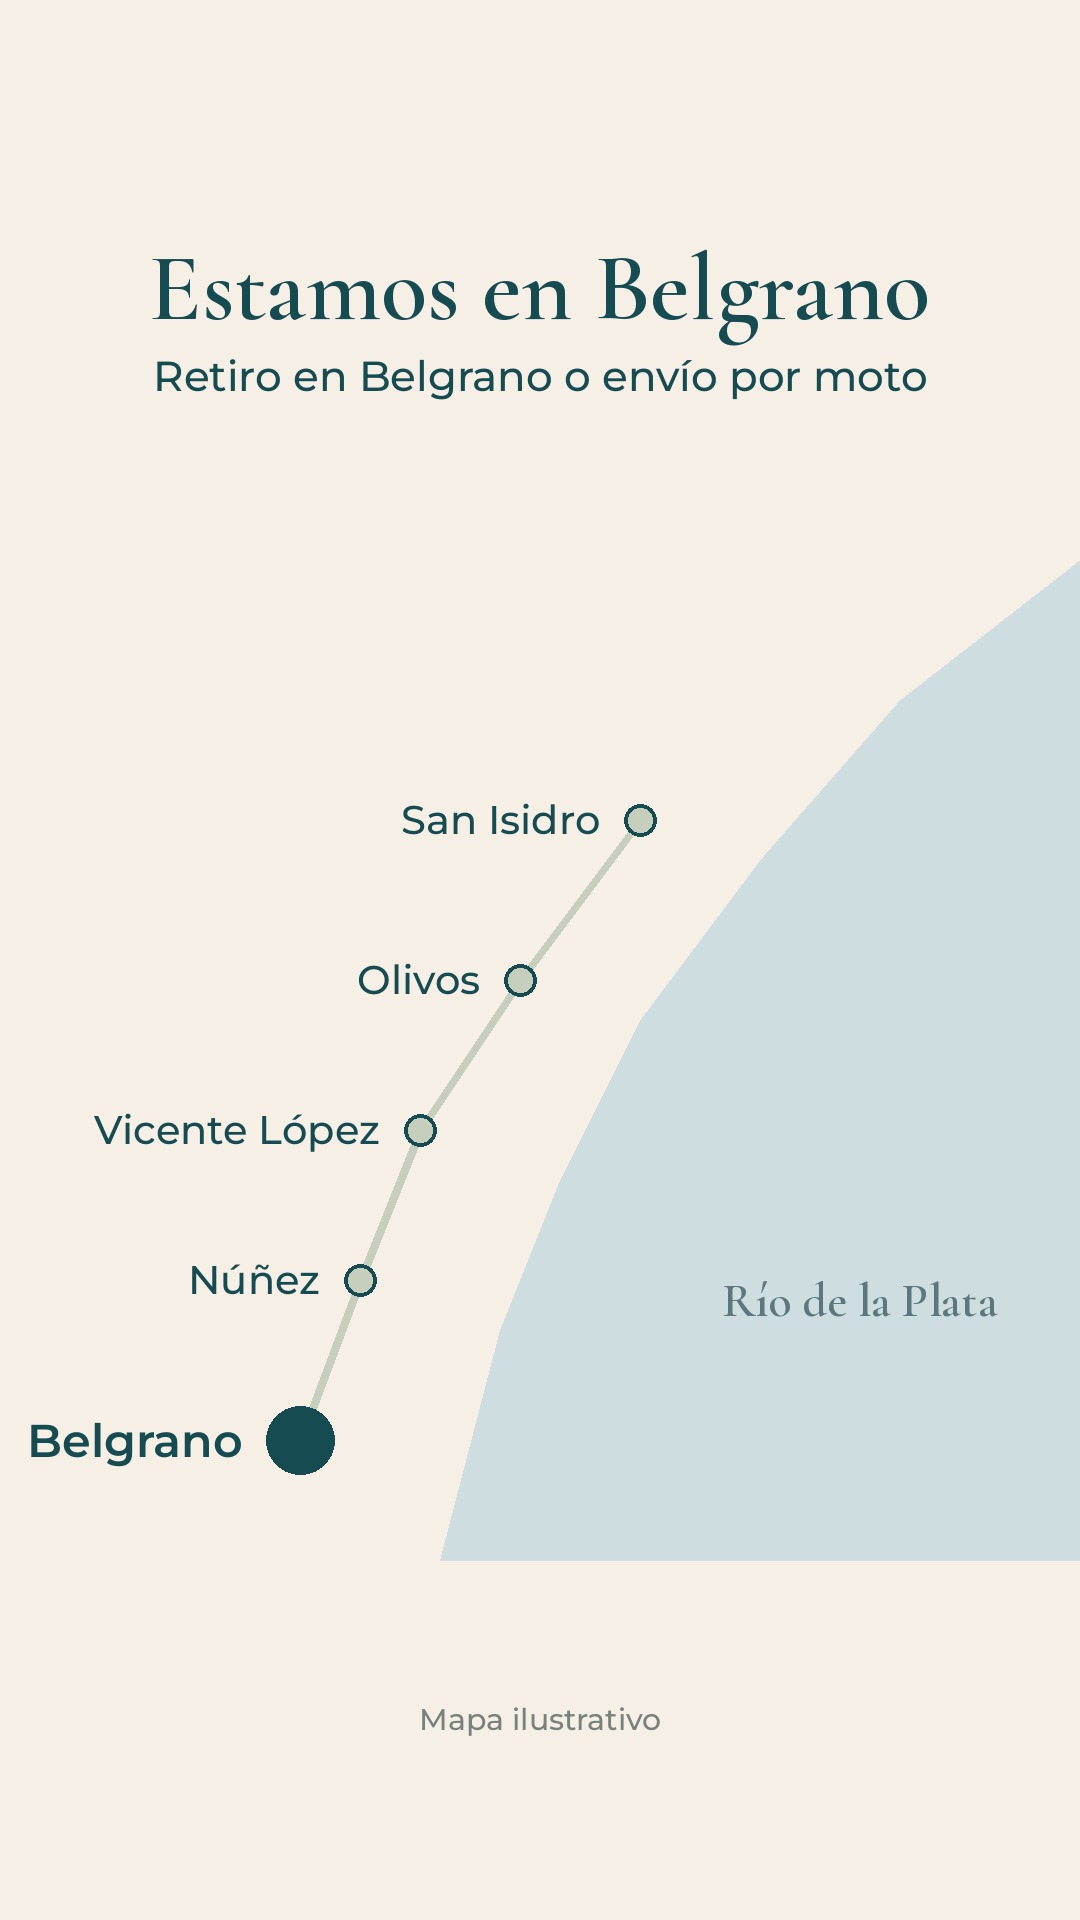 Estamos en Belgrano
Retiro en Belgrano o envío por moto
San Isidro
Olivos
Vicente López
Núñez
Río de la Plata
Belgrano
Mapa ilustrativo